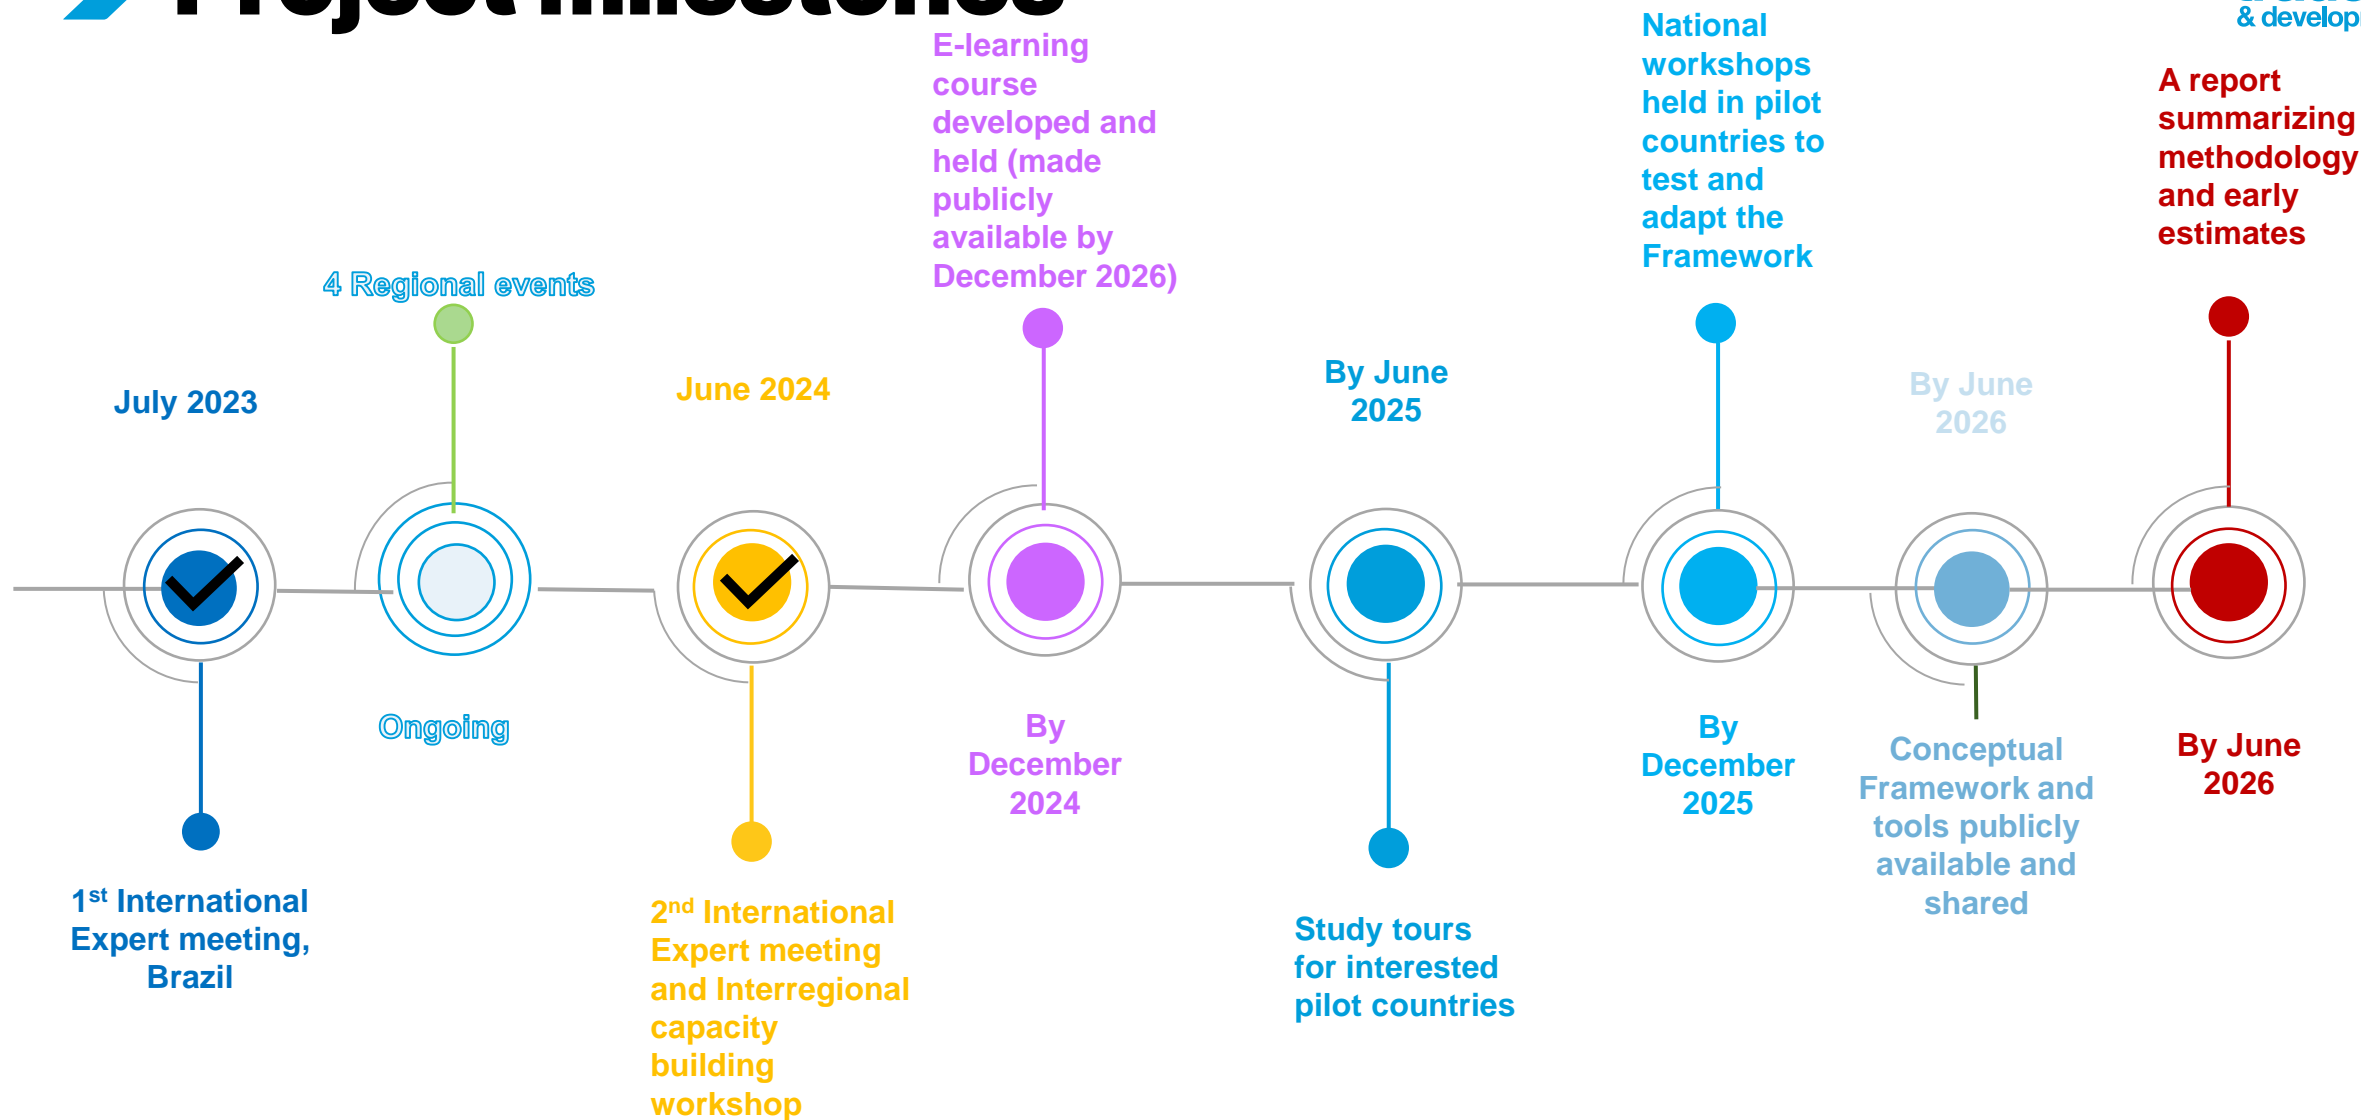 Project milestones
& develop
E-learning
course
developed and
held (made
publicly
available by
December 2026)
National
workshops
held in pilot
countries to
test and
adapt the
Framework
A report
summarizing
methodology
and early
estimates
4 Regional events
July 2023
June 2024
By June
2025
By June
2026
Ongoing
By
December
2024
By
December
2025
Conceptual
Framework and
tools publicly
available and
shared
By June
2026
1st International
Expert meeting,
Brazil
2nd International
Expert meeting
and Interregional
capacity
building
workshop
Study tours
for interested
pilot countries